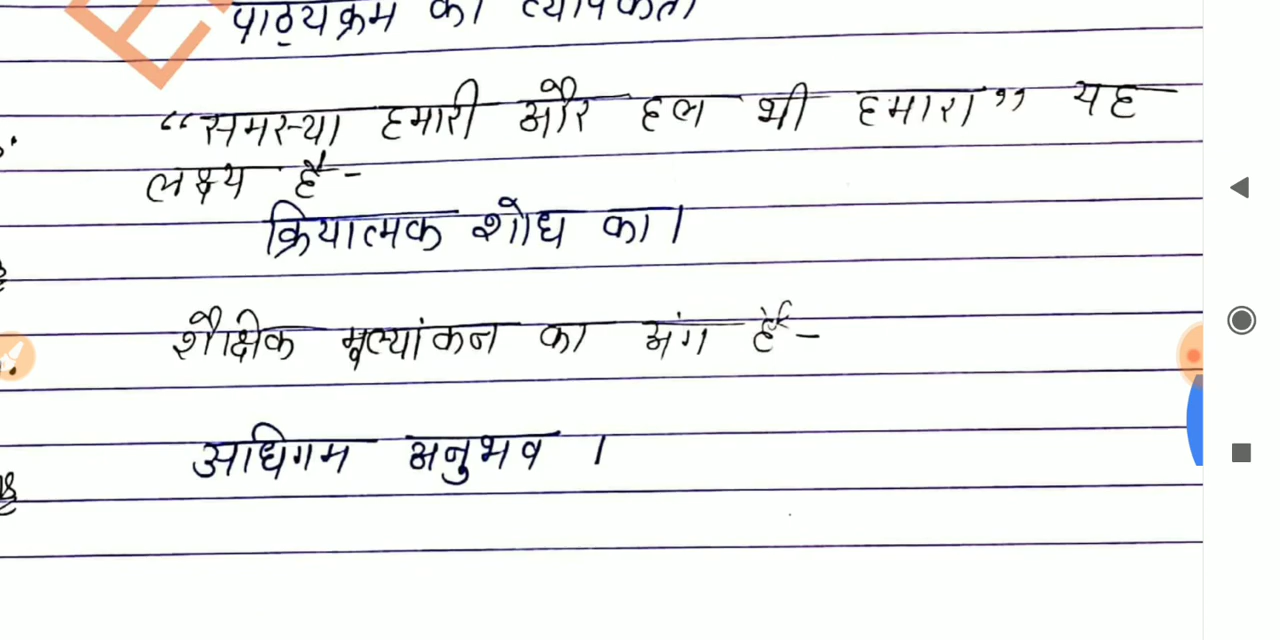 पाठ्यक्रम की व्यापकता
“समस्या हमारी और हल भी हमारा” यह
लक्ष्य है-
क्रियात्मक शोध का।
शैक्षिक मूल्यांकन का अंग है-
अधिगम अनुभव ।